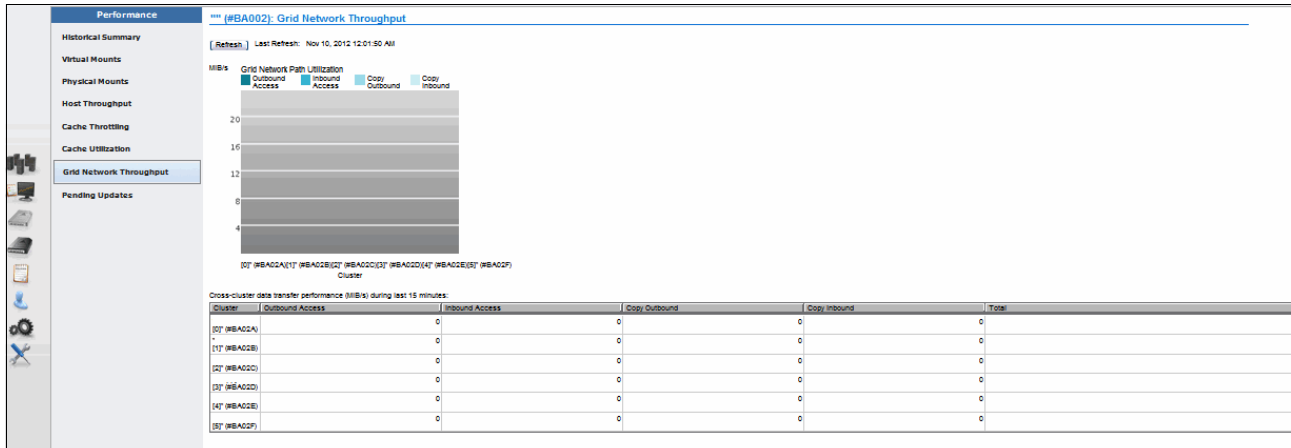 Performance
Historical Summary
Virtual Mounts
Physical Mounts
Host Throughput
Cache Throttling
Cache Utilization
Grid Network Throughput
Pending Updates
"" (#BA002): Grid Network Throughput
Refresh Last Refresh: Nov 10, 2012 12:01:50 AM
MiB/s Grid Network Path Utilization
Outbound Access Inbound Access Copy Outbound Copy Inbound
20
16
12
8
4
[0]" (#BA02A)[1]" (#BA02B)[2]" (#BA02C)[3]" (#BA02D)[4]" (#BA02E)[5]" (#BA02F)
Cluster
Cross-cluster data transfer performance (MiB/s) during last 15 minutes:
Cluster Outbound Access Inbound Access Copy Outbound Copy Inbound Total
[0]" (#BA02A) 0 0 0 0
[1]" (#BA02B) 0 0 0 0
[2]" (#BA02C) 0 0 0 0
[3]" (#BA02D) 0 0 0 0
[4]" (#BA02E) 0 0 0 0
[5]" (#BA02F) 0 0 0 0